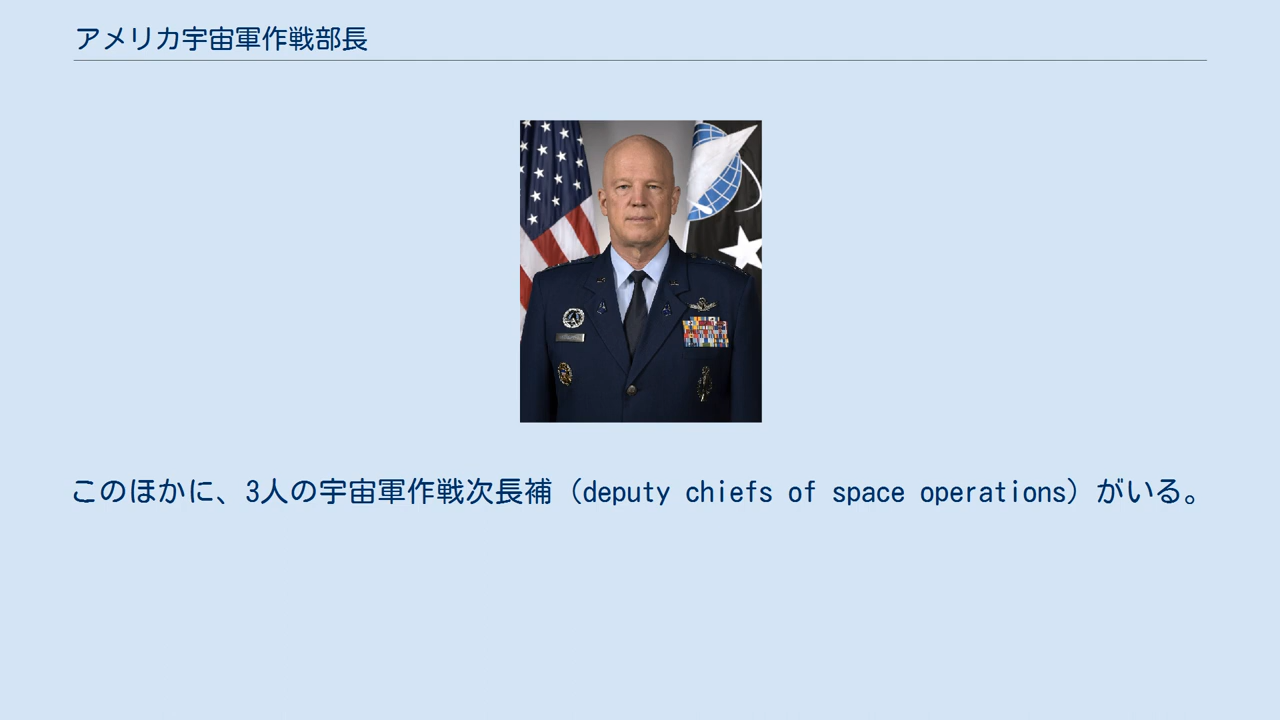 アメリカ宇宙軍作戦部長
このほかに、3人の宇宙軍作戦次長補（deputy chiefs of space operations）がいる。